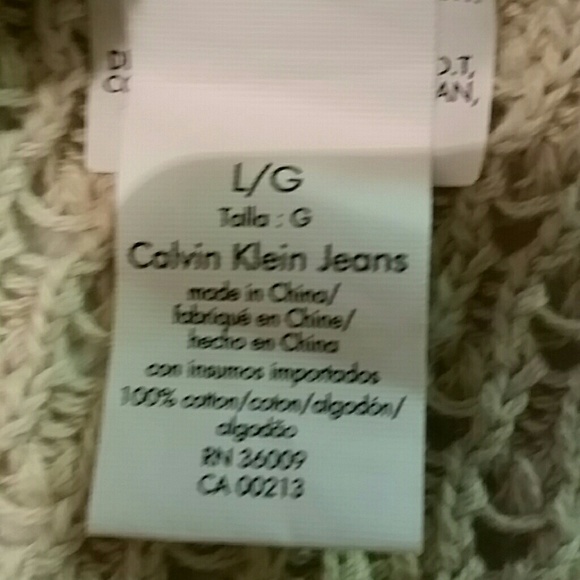 L/G
Talla : G
Calvin Klein Jeans
made in China/
fabriqué en Chine/
hecho en China
con insumos importados
100% cotton/coton/algodón/
algodão
RN 36009
CA 00213